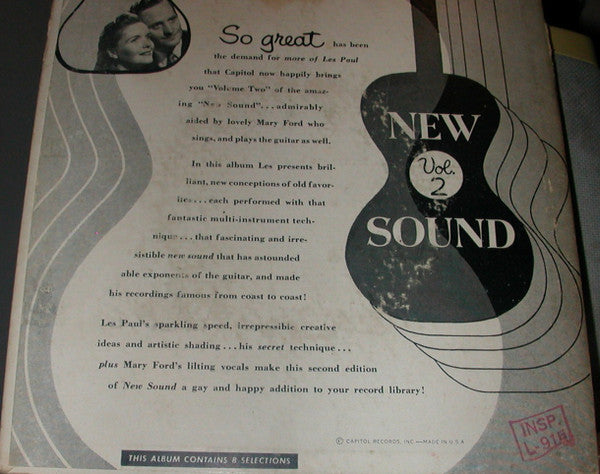 So great has been
the demand for more of Les Paul
that Capitol now happily brings
you "Volume Two" of the amaz-
ing "New Sound"... admirably
aided by lovely Mary Ford who
sings, and plays the guitar as well.
In this album Les presents bril-
liant, new conceptions of old favor-
ites... each performed with that
fantastic multi-instrument tech-
nique... that fascinating and irre-
sistible new sound that has astounded
able exponents of the guitar, and made
his recordings famous from coast to coast!
Les Paul's sparkling speed, irrepressible creative
ideas and artistic shading... his secret technique...
plus Mary Ford's lilting vocals make this second edition
of New Sound a gay and happy addition to your record library!
NEW
Vol.
2
SOUND
© CAPITOL RECORDS, INC.—MADE IN U.S.A
THIS ALBUM CONTAINS 8 SELECTIONS
INSP.